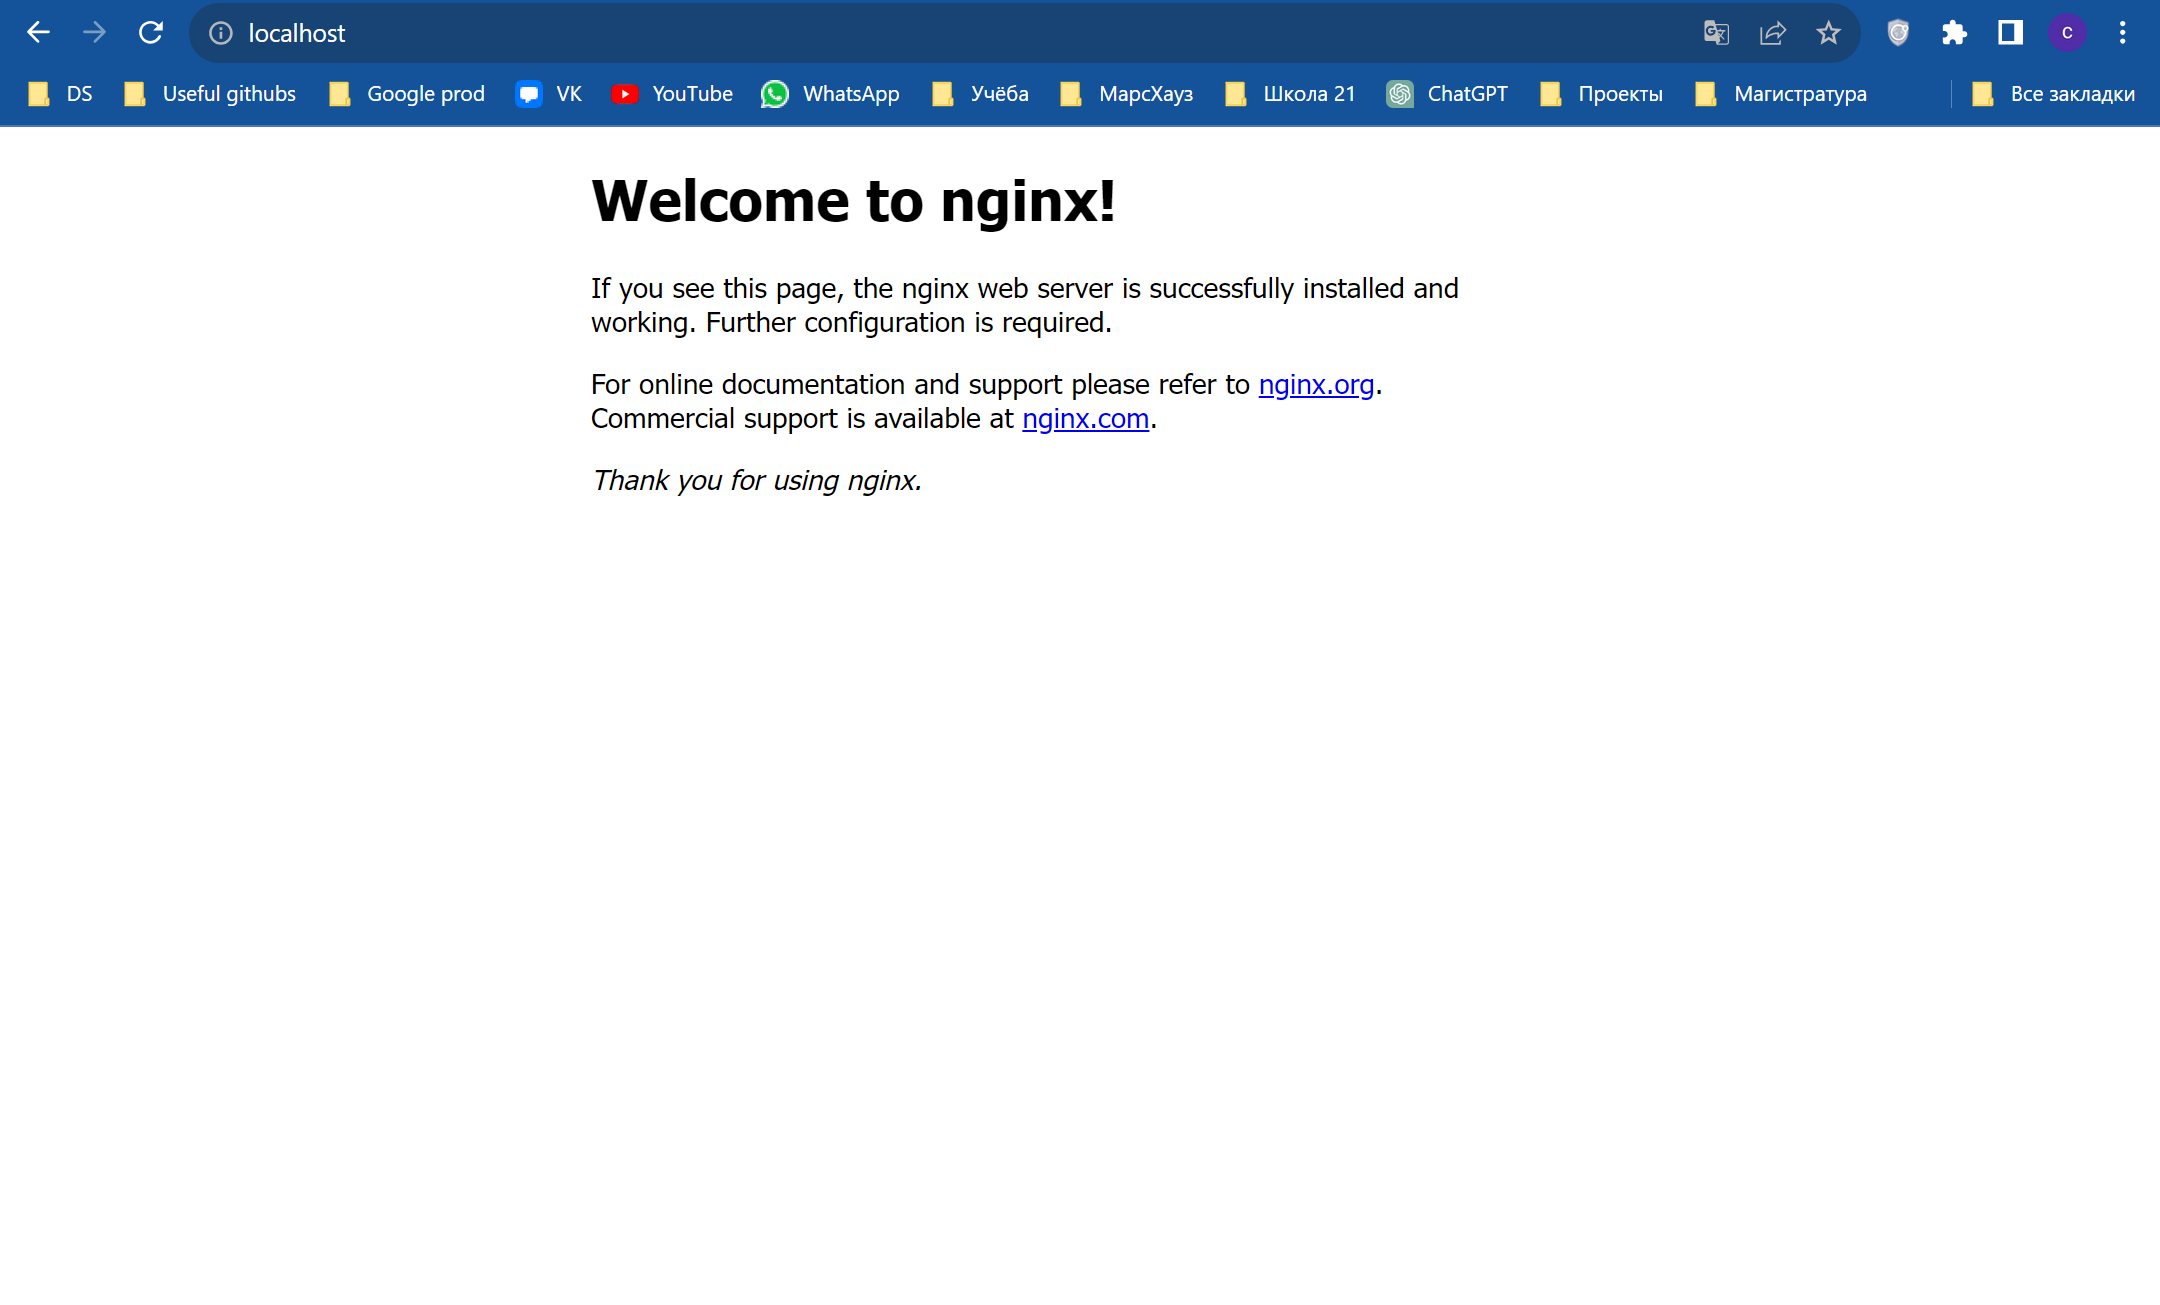 localhost
DS Useful githubs Google prod VK YouTube WhatsApp Учёба МарсХауз Школа 21 ChatGPT Проекты Магистратура Все закладки
Welcome to nginx!
If you see this page, the nginx web server is successfully installed and
working. Further configuration is required.
For online documentation and support please refer to nginx.org.
Commercial support is available at nginx.com.
Thank you for using nginx.